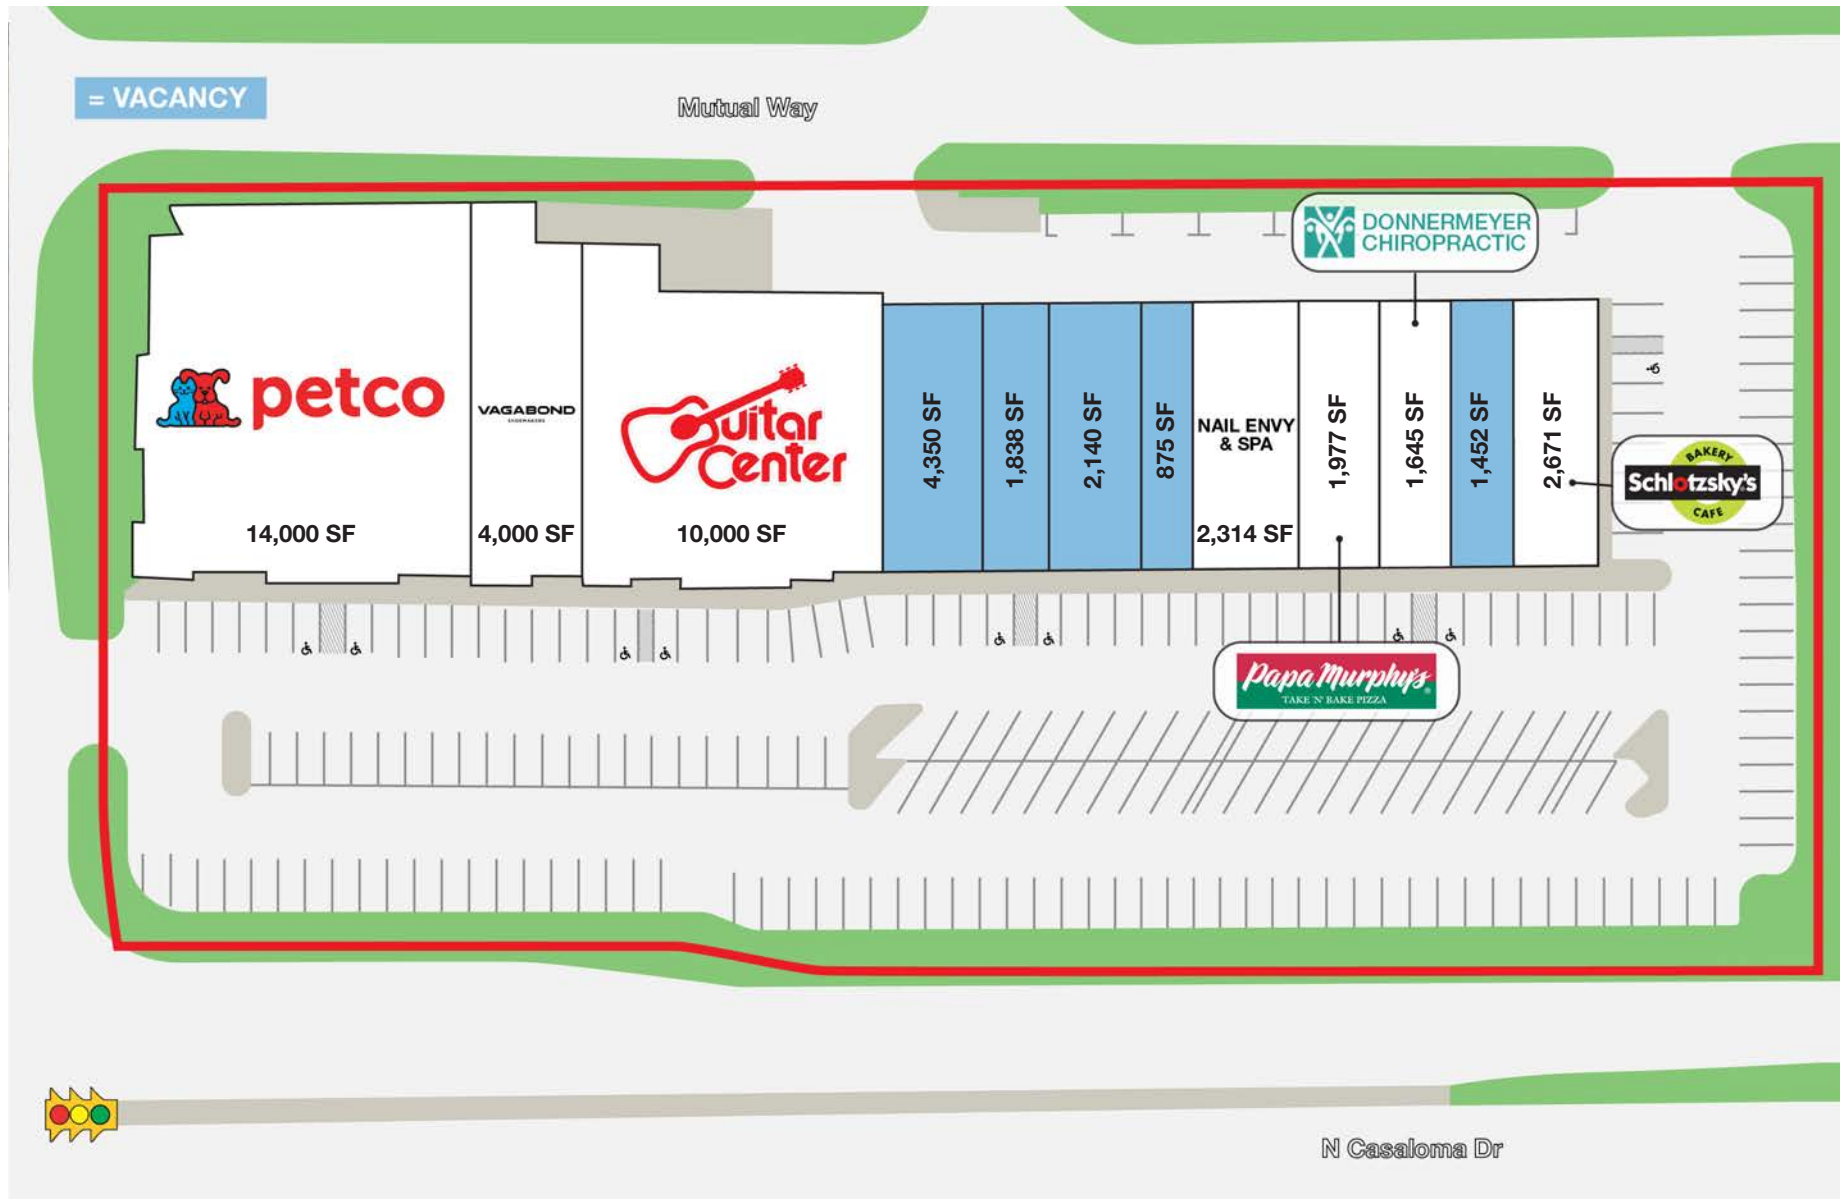 = VACANCY
Mutual Way
DONNERMEYER
CHIROPRACTIC
petco
14,000 SF
VAGABOND
SHOEMAKERS
4,000 SF
Guitar
Center
10,000 SF
4,350 SF
1,838 SF
2,140 SF
875 SF
NAIL ENVY
& SPA
2,314 SF
1,977 SF
1,645 SF
1,452 SF
2,671 SF
BAKERY
Schlotzsky's
CAFE
Papa Murphy's
TAKE 'N' BAKE PIZZA
N Casaloma Dr